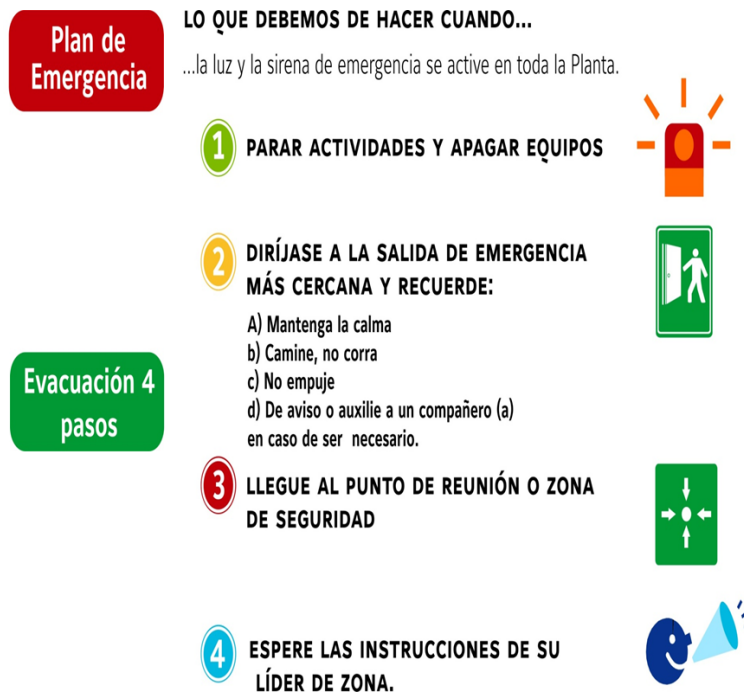 Plan de
Emergencia
LO QUE DEBEMOS DE HACER CUANDO...
...la luz y la sirena de emergencia se active en toda la Planta.
1 PARAR ACTIVIDADES Y APAGAR EQUIPOS
2 DIRÍJASE A LA SALIDA DE EMERGENCIA
MÁS CERCANA Y RECUERDE:
A) Mantenga la calma
b) Camine, no corra
c) No empuje
d) De aviso o auxilie a un compañero (a)
en caso de ser necesario.
Evacuación 4
pasos
3 LLEGUE AL PUNTO DE REUNIÓN O ZONA
DE SEGURIDAD
4 ESPERE LAS INSTRUCCIONES DE SU
LÍDER DE ZONA.